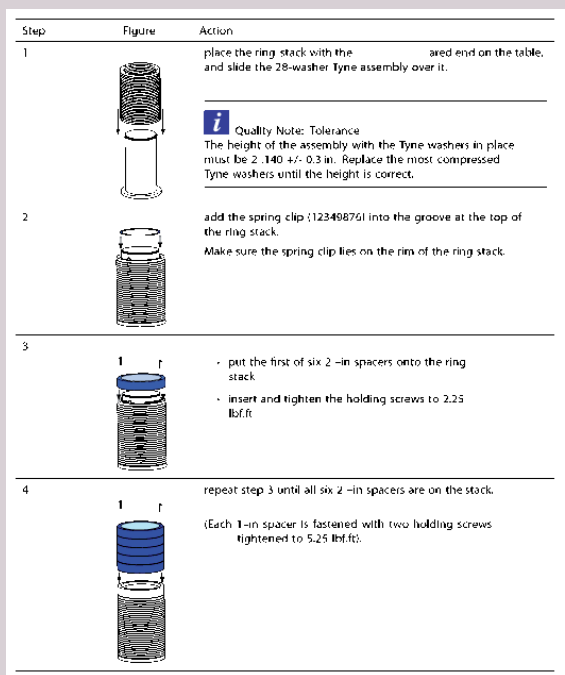 Step Figure Action
1 place the ring stack with the ared end on the table,
and slide the 28-washer Tyne assembly over it.
i Quality Note: Tolerance
The height of the assembly with the Tyne washers in place
must be 2 .140 +/- 0.3 in. Replace the most compressed
Tyne washers until the height is correct.
2 add the spring clip (12349876) into the groove at the top of
the ring stack.
Make sure the spring clip lies on the rim of the ring stack.
3
1
- put the first of six 2 –in spacers onto the ring
stack
- insert and tighten the holding screws to 2.25
lbf.ft
4 repeat step 3 until all six 2 –in spacers are on the stack.
1
(Each 1–in spacer is fastened with two holding screws
tightened to 5.25 lbf.ft).